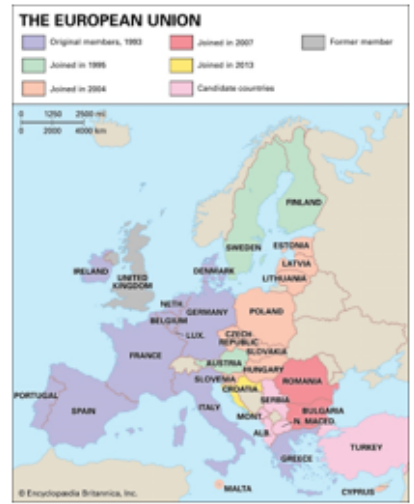 THE EUROPEAN UNION
Original members, 1993
Joined in 2007
Former member
Joined in 1995
Joined in 2013
Joined in 2004
Candidate countries
0 1250 2500 mi
0 2000 4000 km
FINLAND
SWEDEN
ESTONIA
LATVIA
LITHUANIA
IRELAND
UNITED
KINGDOM
DENMARK
NETH.
BELGIUM
GERMANY
POLAND
LUX.
CZECH
REPUBLIC
SLOVAKIA
FRANCE
AUSTRIA
HUNGARY
SLOVENIA
CROATIA
ROMANIA
SERBIA
PORTUGAL
SPAIN
ITALY
MONT.
BULGARIA
N. MACED.
ALB.
GREECE
TURKEY
MALTA
CYPRUS
© Encyclopædia Britannica, Inc.